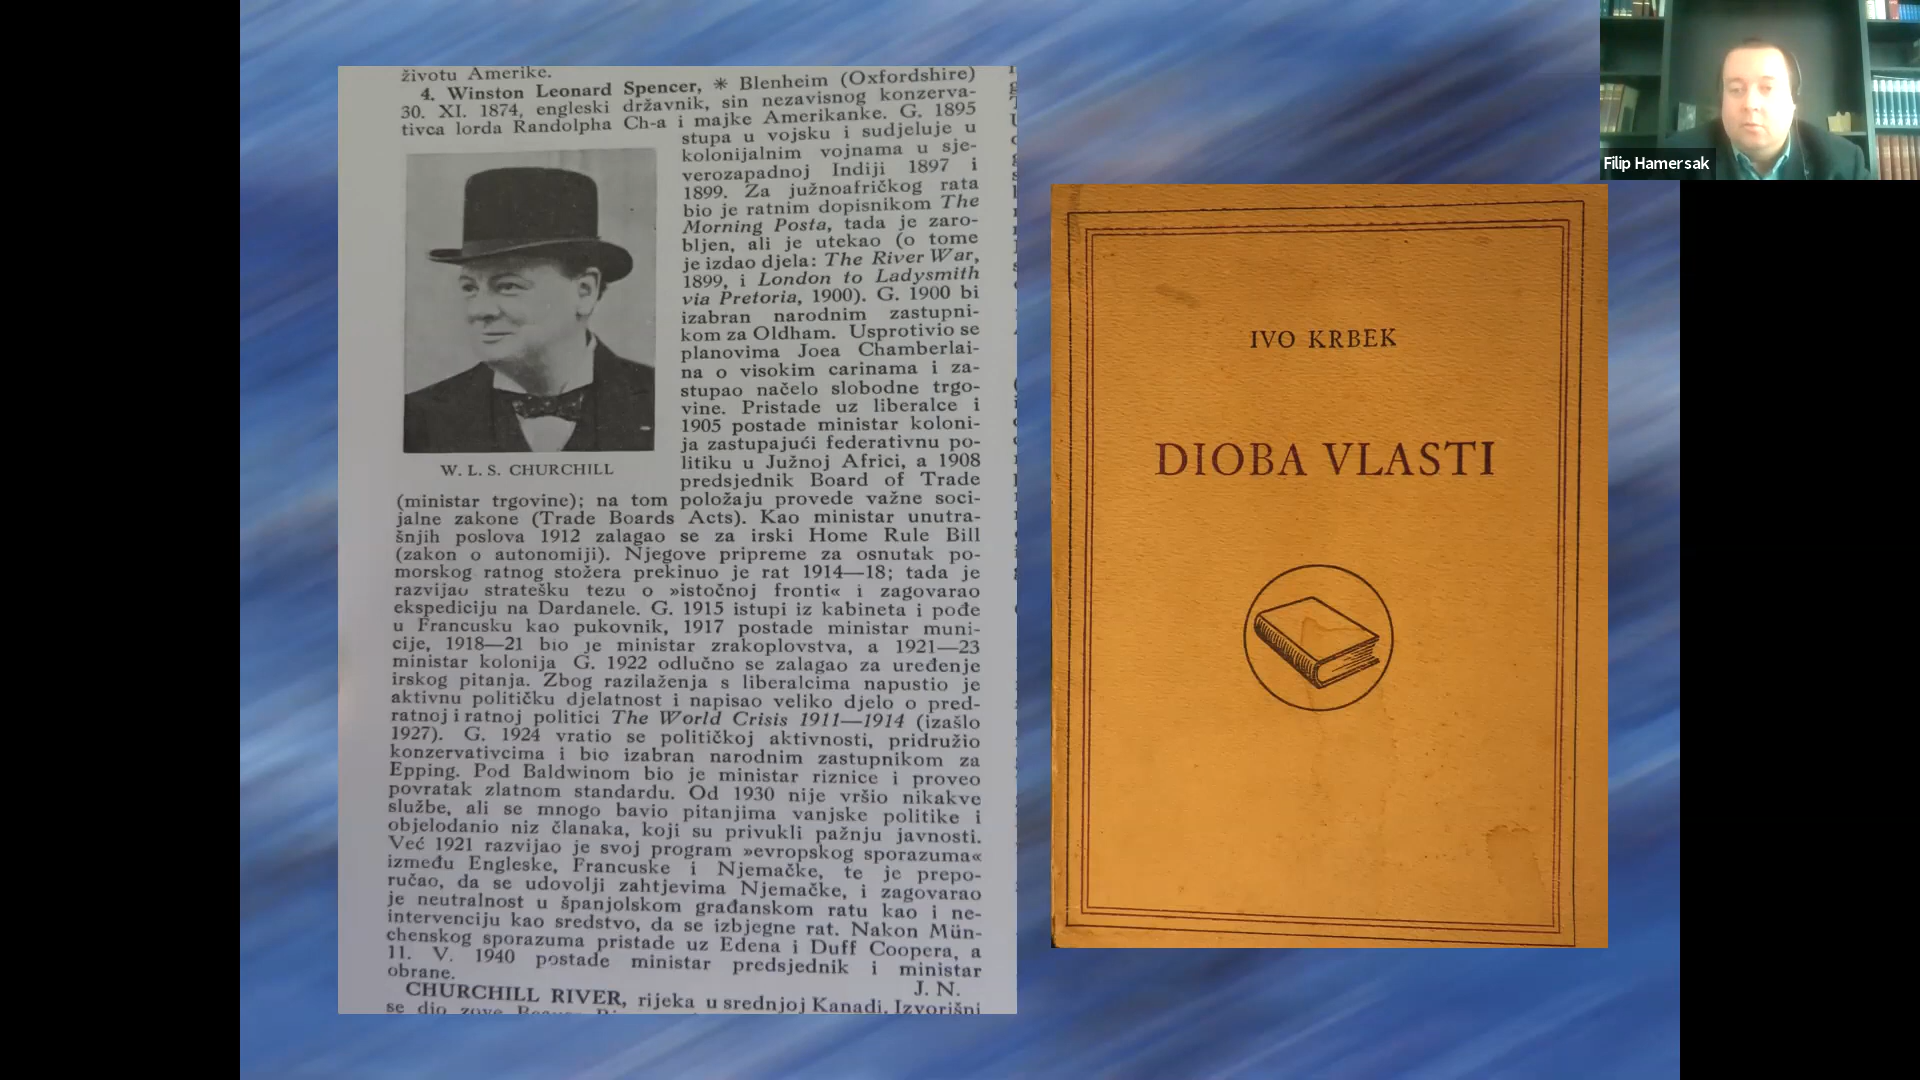 životu Amerike.
4. Winston Leonard Spencer, * Blenheim (Oxfordshire)
30. XI. 1874, engleski državnik, sin nezavisnog konzerva-
tivca lorda Randolpha Ch-a i majke Amerikanke. G. 1895
stupa u vojsku i sudjeluje u
kolonijalnim vojnama u sje-
verozapadnoj Indiji 1897 i
1899. Za južnoafričkog rata
bio je ratnim dopisnikom The
Morning Posta, tada je zaro-
bljen, ali je utekao (o tome
je izdao djela: The River War,
1899, i London to Ladysmith
via Pretoria, 1900). G. 1900 bi
izabran narodnim zastupni-
kom za Oldham. Usprotivio se
planovima Joea Chamberlai-
na o visokim carinama i za-
stupao načelo slobodne trgo-
vine. Pristade uz liberalce i
1905 postade ministar koloni-
ja zastupajući federativnu po-
litiku u Južnoj Africi, a 1908
predsjednik Board of Trade
W. L. S. CHURCHILL
(ministar trgovine); na tom položaju provede važne soci-
jalne zakone (Trade Boards Acts). Kao ministar unutra-
šnjih poslova 1912 zalagao se za irski Home Rule Bill
(zakon o autonomiji). Njegove pripreme za osnutak po-
morskog ratnog stožera prekinuo je rat 1914—18; tada je
razvijao stratešku tezu o »istočnoj fronti« i zagovarao
ekspediciju na Dardanele. G. 1915 istupi iz kabineta i pođe
u Francusku kao pukovnik, 1917 postade ministar muni-
cije, 1918—21 bio je ministar zrakoplovstva, a 1921—23
ministar kolonija G. 1922 odlučno se zalagao za uređenje
irskog pitanja. Zbog razilaženja s liberalcima napustio je
aktivnu političku djelatnost i napisao veliko djelo o pred-
ratnoj i ratnoj politici The World Crisis 1911—1914 (izašlo
1927). G. 1924 vratio se političkoj aktivnosti, pridružio
konzervativcima i bio izabran narodnim zastupnikom za
Epping. Pod Baldwinom bio je ministar riznice i proveo
povratak zlatnom standardu. Od 1930 nije vršio nikakve
službe, ali se mnogo bavio pitanjima vanjske politike i
objelodanio niz članaka, koji su privukli pažnju javnosti.
Već 1921 razvijao je svoj program »evropskog sporazuma«
između Engleske, Francuske i Njemačke, te je prepo-
ručao, da se udovolji zahtjevima Njemačke, i zagovarao
je neutralnost u španjolskom građanskom ratu kao i ne-
intervenciju kao sredstvo, da se izbjegne rat. Nakon Mün-
chenskog sporazuma pristade uz Edena i Duff Coopera, a
11. V. 1940 postade ministar predsjednik i ministar
obrane.
J. N.
CHURCHILL RIVER, rijeka u srednjoj Kanadi. Izvorišni
se dio zove
IVO KRBEK
DIOBA VLASTI
Filip Hamersak